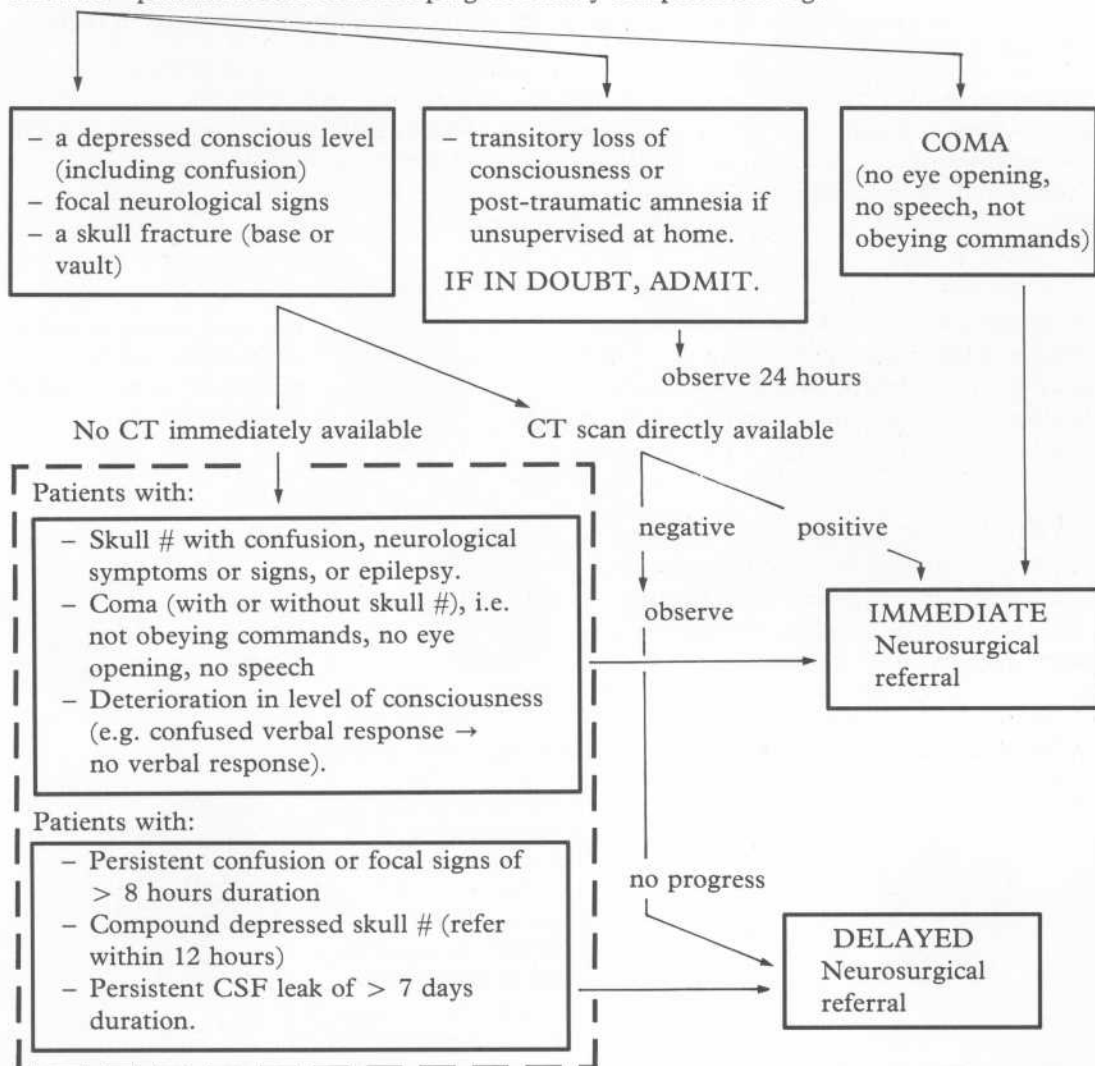 – a depressed conscious level
(including confusion)
– focal neurological signs
– a skull fracture (base or
vault)
– transitory loss of
consciousness or
post-traumatic amnesia if
unsupervised at home.
IF IN DOUBT, ADMIT.
COMA
(no eye opening,
no speech, not
obeying commands)
observe 24 hours
No CT immediately available
CT scan directly available
Patients with:
– Skull # with confusion, neurological
symptoms or signs, or epilepsy.
– Coma (with or without skull #), i.e.
not obeying commands, no eye
opening, no speech
– Deterioration in level of consciousness
(e.g. confused verbal response →
no verbal response).
negative
positive
observe
IMMEDIATE
Neurosurgical
referral
Patients with:
– Persistent confusion or focal signs of
> 8 hours duration
– Compound depressed skull # (refer
within 12 hours)
– Persistent CSF leak of > 7 days
duration.
no progress
DELAYED
Neurosurgical
referral